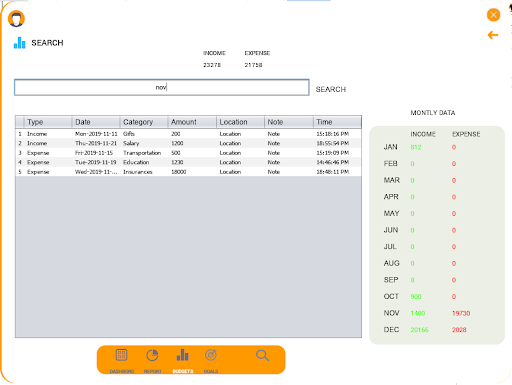 SEARCH
INCOME EXPENSE
23278 21758
nov
SEARCH
Type Date Category Amount Location Note Time
1 Income Mon-2019-11-11 Gifts 200 Location Note 15:18:16 PM
2 Income Thu-2019-11-21 Salary 1200 Location Note 18:55:54 PM
3 Expense Fri-2019-11-15 Transportation 500 Location Note 15:19:09 PM
4 Expense Tue-2019-11-19 Education 1230 Location Note 14:46:46 PM
5 Expense Wed-2019-11-... Insurances 18000 Location Note 18:48:11 PM
MONTLY DATA
INCOME EXPENSE
JAN 812 0
FEB 0 0
MAR 0 0
APR 0 0
MAY 0 0
JUN 0 0
JUL 0 0
AUG 0 0
SEP 0 0
OCT 900 0
NOV 1400 19730
DEC 20166 2028
DASHBORD REPORT BUDGETS GOALS